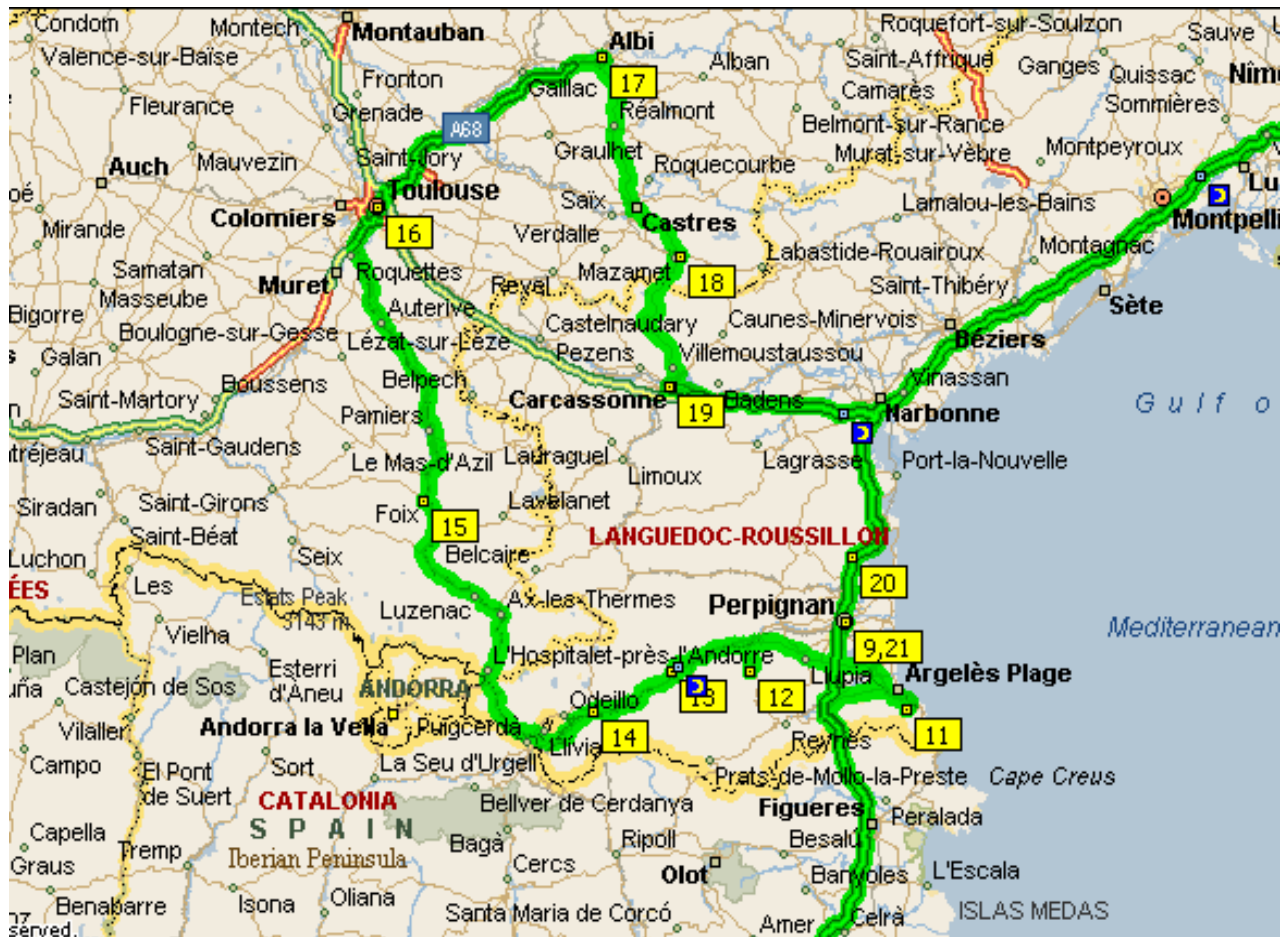 Condom
Montech
Montauban
Albi
Roquefort-sur-Soulzon
Sauve
Valence-sur-Baïse
Fronton
Gaillac
17
Alban
Saint-Affrique
Ganges
Quissac
Fleurance
Grenade
Réalmont
Camarès
Sommières
A68
Belmont-sur-Rance
Auch
Mauvezin
Saint-Jory
Graulhet
Roquecourbe
Murat-sur-Vèbre
Montpeyroux
Toulouse
Colomiers
Saïx
Castres
Lamalou-les-Bains
Mirande
16
Verdalle
Labastide-Rouairoux
Montagnac
Samatan
Roquettes
Mazamet
18
Muret
Revel
Saint-Thibéry
Masseube
Auterive
Sète
Bigorre
Boulogne-sur-Gesse
Castelnaudary
Caunes-Minervois
Béziers
Galan
Lézat-sur-Lèze
Pezens
Villemoustaussou
Boussens
Belpech
Vinassan
Saint-Martory
Carcassonne
Badens
Gulf o
Pamiers
19
Narbonne
Saint-Gaudens
Le Mas-d'Azil
Lauraguel
Limoux
Lagrasse
Port-la-Nouvelle
Siradan
Saint-Girons
Foix
15
Lavelanet
Saint-Béat
LANGUEDOC-ROUSSILLON
Luchon
Seix
Belcaire
20
Les
Estats Peak
3143 m
Luzenac
Ax-les-Thermes
Perpignan
Vielha
9,21
Mediterranean
Plan
Esterri
d'Àneu
L'Hospitalet-près-l'Andorre
Llupia
Argelès Plage
Castejón de Sos
ANDORRA
Odeillo
13
12
Vilaller
Andorra la Vella
Puigcerdà
Llívia
14
Reynès
11
Campo
El Pont
de Suert
Sort
La Seu d'Urgell
Prats-de-Mollo-la-Preste
Cape Creus
CATALONIA
Bellver de Cerdanya
Figueres
Peralada
SPAIN
Capella
Tremp
Iberian Peninsula
Bagà
Ripoll
Besalú
Graus
Cercs
Olot
Banyoles
L'Escala
Benabarre
Isona
Oliana
Santa Maria de Corcó
Amer
Celrà
ISLAS MEDAS
served.